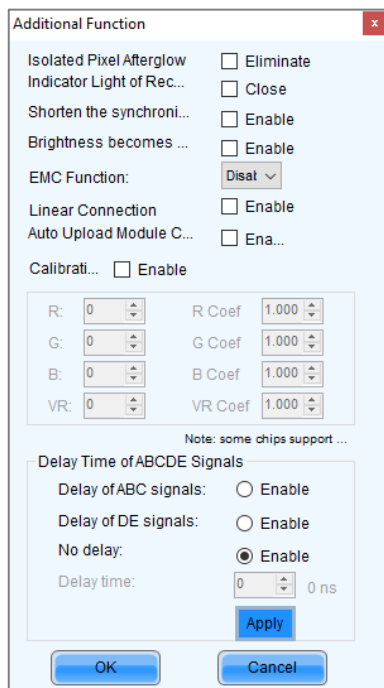 Additional Function
x
Isolated Pixel Afterglow Eliminate
Indicator Light of Rec... Close
Shorten the synchroni... Enable
Brightness becomes ... Enable
EMC Function: Disat
Linear Connection Enable
Auto Upload Module C... Ena...
Calibrati... Enable
R: 0 R Coef 1.000
G: 0 G Coef 1.000
B: 0 B Coef 1.000
VR: 0 VR Coef 1.000
Note: some chips support ...
Delay Time of ABCDE Signals
Delay of ABC signals: Enable
Delay of DE signals: Enable
No delay: Enable
Delay time: 0 0 ns
Apply
OK Cancel